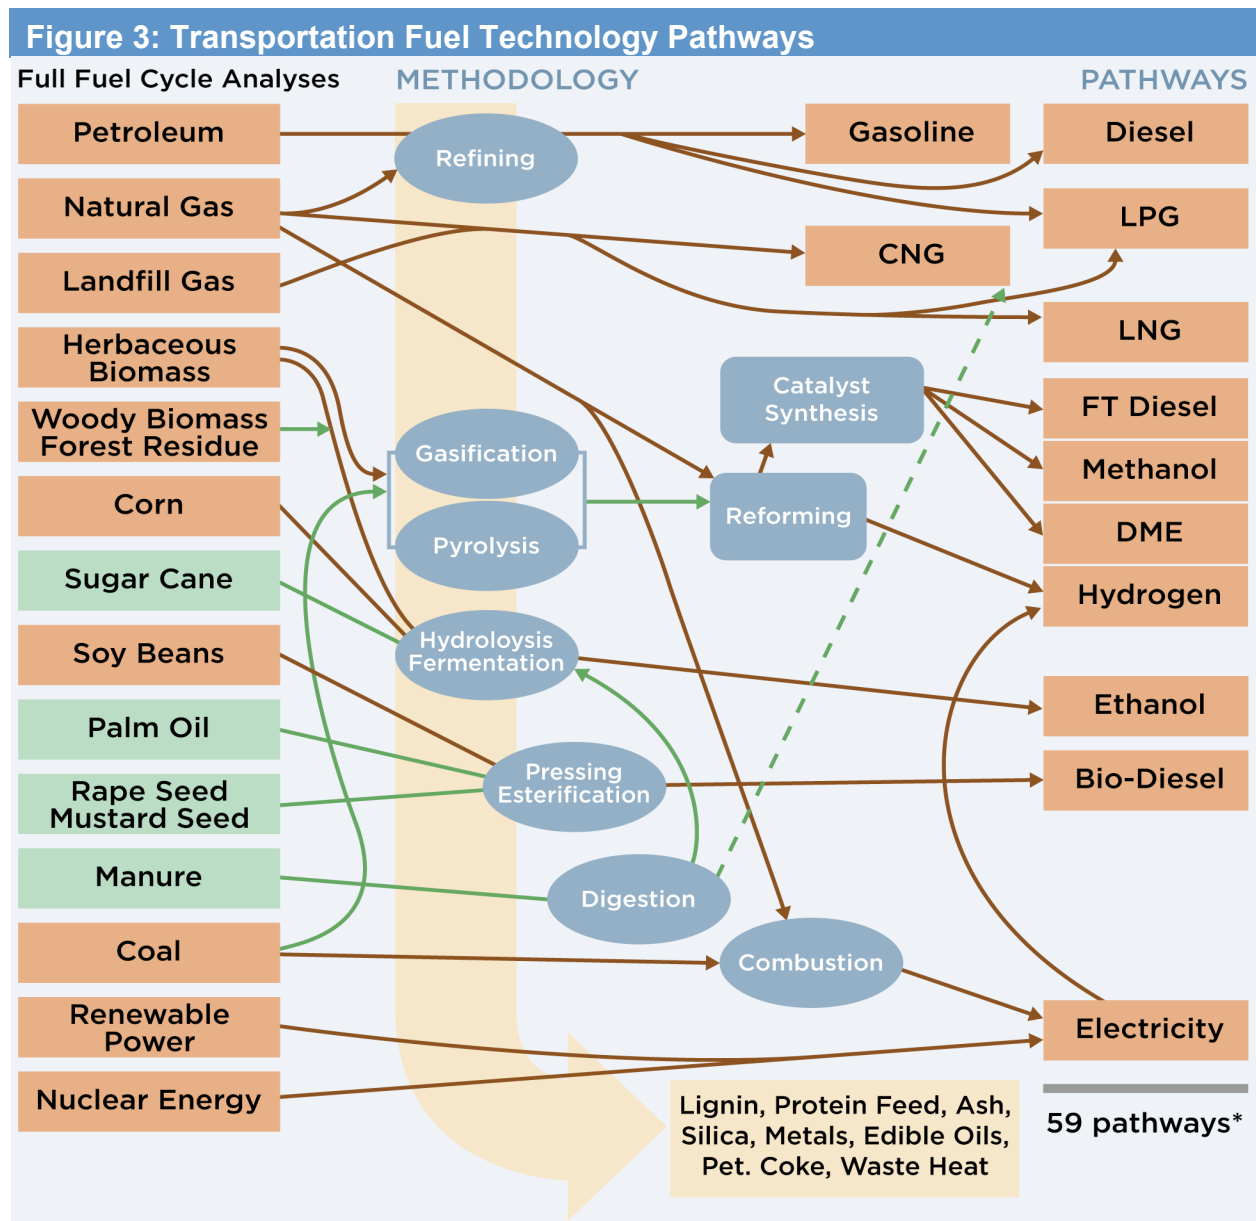 Figure 3: Transportation Fuel Technology Pathways
Full Fuel Cycle Analyses
METHODOLOGY
PATHWAYS
Petroleum
Natural Gas
Landfill Gas
Herbaceous
Biomass
Woody Biomass
Forest Residue
Corn
Sugar Cane
Soy Beans
Palm Oil
Rape Seed
Mustard Seed
Manure
Coal
Renewable
Power
Nuclear Energy
Refining
Gasification
Pyrolysis
Hydroloysis
Fermentation
Pressing
Esterification
Digestion
Combustion
Catalyst
Synthesis
Reforming
Gasoline
CNG
Diesel
LPG
LNG
FT Diesel
Methanol
DME
Hydrogen
Ethanol
Bio-Diesel
Electricity
59 pathways*
Lignin, Protein Feed, Ash,
Silica, Metals, Edible Oils,
Pet. Coke, Waste Heat